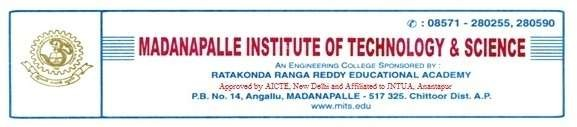 ✆ : 08571 - 280255, 280590
MADANAPALLE INSTITUTE OF TECHNOLOGY & SCIENCE
AN ENGINEERING COLLEGE SPONSORED BY :
RATAKONDA RANGA REDDY EDUCATIONAL ACADEMY
Approved by AICTE, New Delhi and Affiliated to JNTUA, Anantapur
P.B. No. 14, Angallu, MADANAPALLE - 517 325. Chittoor Dist. A.P.
www.mits.edu